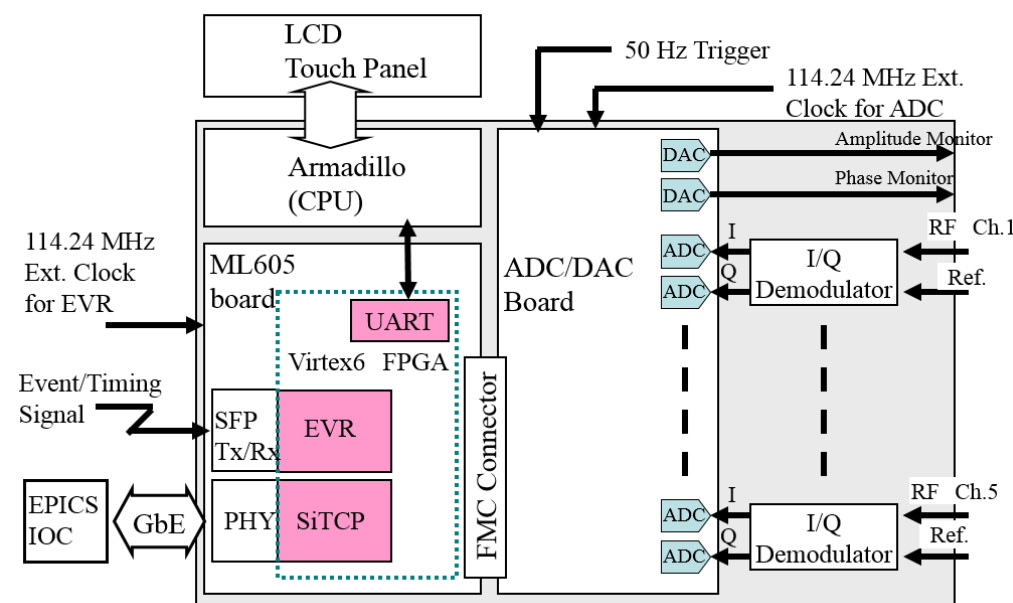 LCD
Touch Panel
50 Hz Trigger
114.24 MHz Ext.
Clock for ADC
Armadillo
(CPU)
DAC
Amplitude Monitor
DAC
Phase Monitor
114.24 MHz
Ext. Clock
for EVR
ML605
board
UART
Virtex6 FPGA
ADC/DAC
Board
ADC
I
ADC
Q
I/Q
Demodulator
RF Ch.1
Ref.
Event/Timing
Signal
SFP
Tx/Rx
EVR
FMC Connector
EPICS
IOC
GbE
PHY
SiTCP
ADC
I
ADC
Q
I/Q
Demodulator
RF Ch.5
Ref.